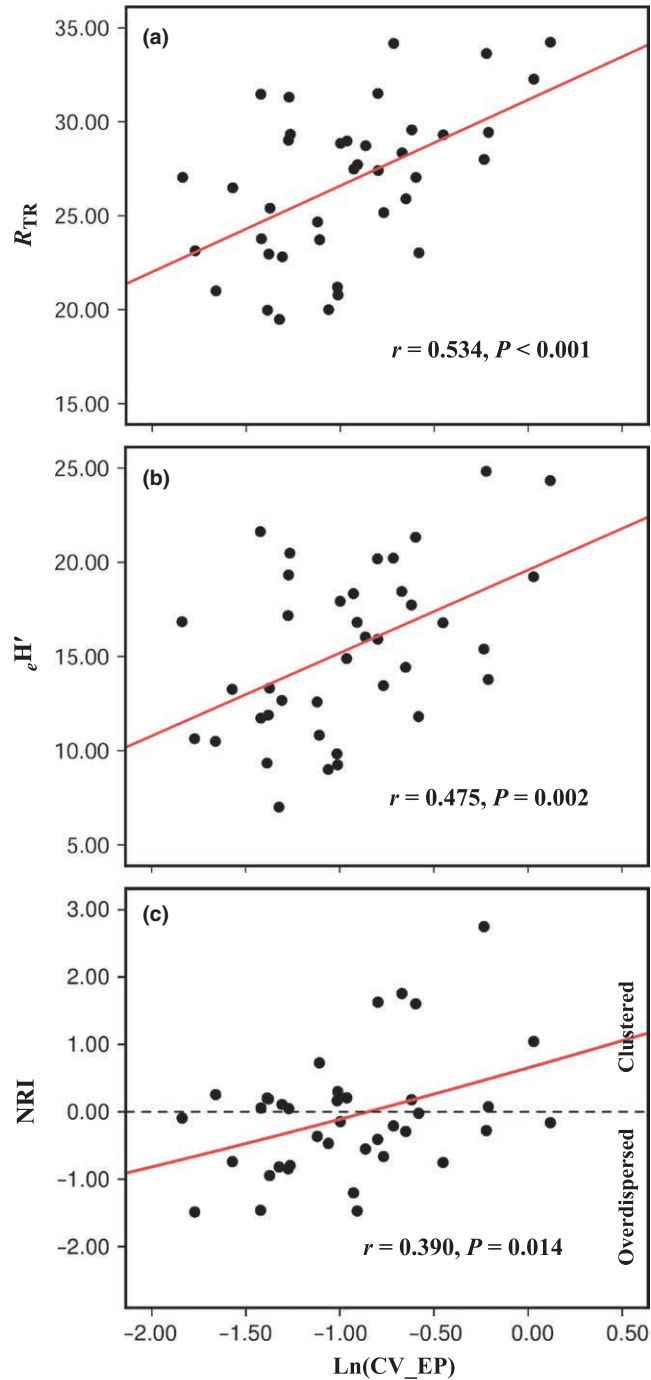 (a)
35.00
30.00
25.00
20.00
15.00
R_TR
r = 0.534, P < 0.001
(b)
25.00
20.00
15.00
10.00
5.00
eH′
r = 0.475, P = 0.002
(c)
3.00
2.00
1.00
0.00
−1.00
−2.00
NRI
Clustered
Overdispersed
r = 0.390, P = 0.014
−2.00 −1.50 −1.00 −0.50 0.00 0.50
Ln(CV_EP)